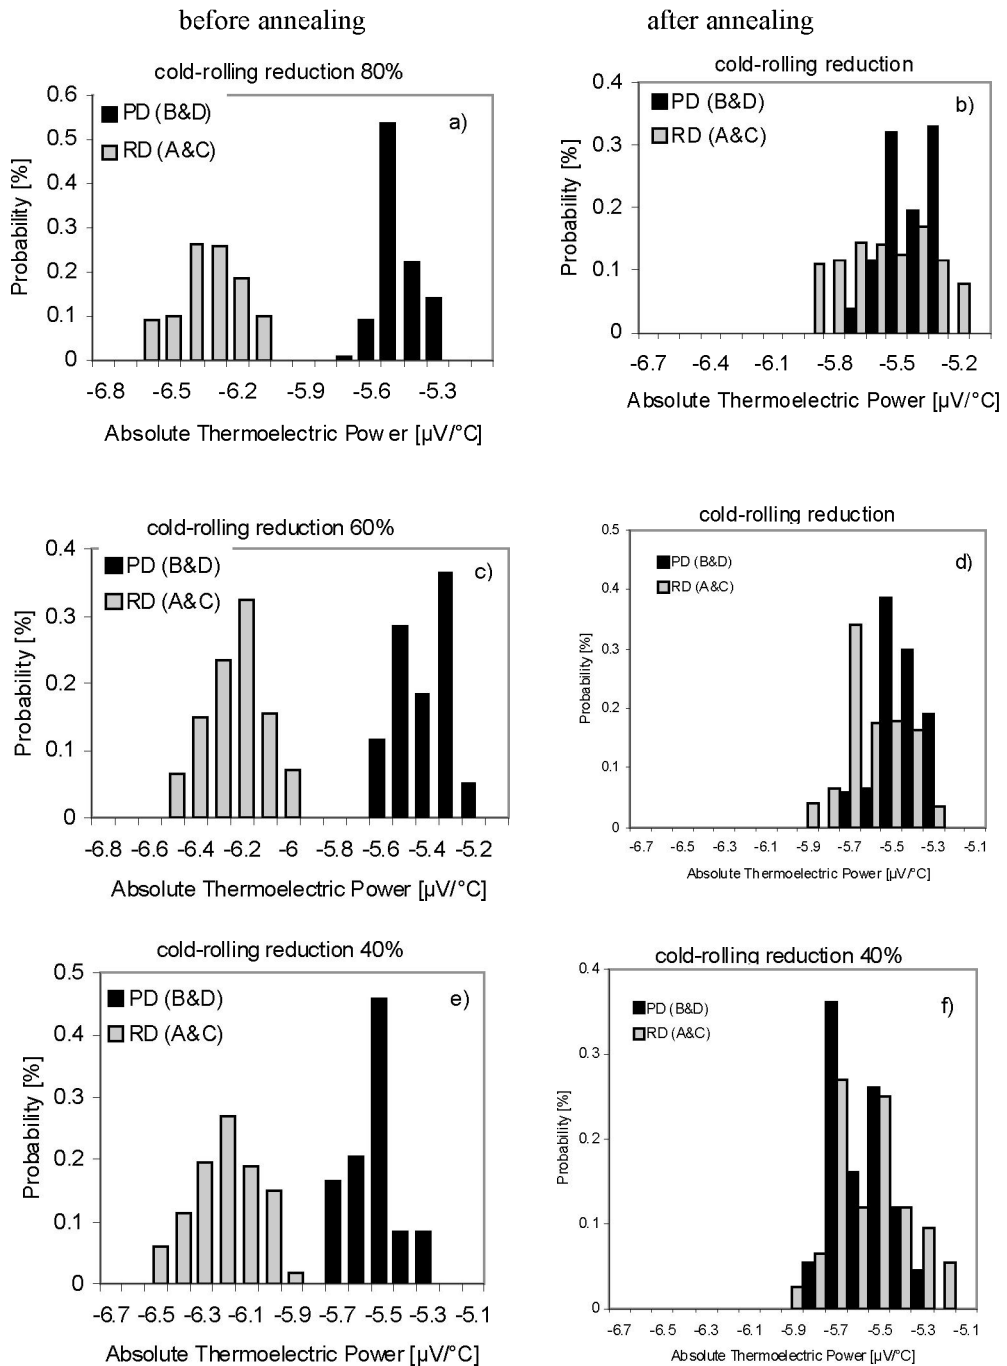 before annealing
after annealing
cold-rolling reduction 80%
0.6
0.5
0.4
0.3
0.2
0.1
0
Probability [%]
PD (B&D)
RD (A&C)
a)
-6.8 -6.5 -6.2 -5.9 -5.6 -5.3
Absolute Thermoelectric Power [µV/°C]
cold-rolling reduction
0.4
0.3
0.2
0.1
0
Probability [%]
PD (B&D)
RD (A&C)
b)
-6.7 -6.4 -6.1 -5.8 -5.5 -5.2
Absolute Thermoelectric Power [µV/°C]
cold-rolling reduction 60%
0.4
0.3
0.2
0.1
0
Probability [%]
PD (B&D)
RD (A&C)
c)
-6.8 -6.6 -6.4 -6.2 -6 -5.8 -5.6 -5.4 -5.2
Absolute Thermoelectric Power [µV/°C]
cold-rolling reduction
0.5
0.4
0.3
0.2
0.1
0
Probability [%]
PD (B&D)
RD (A&C)
d)
-6.7 -6.5 -6.3 -6.1 -5.9 -5.7 -5.5 -5.3 -5.1
Absolute Thermoelectric Power [µV/°C]
cold-rolling reduction 40%
0.5
0.4
0.3
0.2
0.1
0
Probability [%]
PD (B&D)
RD (A&C)
e)
-6.7 -6.5 -6.3 -6.1 -5.9 -5.7 -5.5 -5.3 -5.1
Absolute Thermoelectric Power [µV/°C]
cold-rolling reduction 40%
0.4
0.3
0.2
0.1
0
Probability [%]
PD (B&D)
RD (A&C)
f)
-6.7 -6.5 -6.3 -6.1 -5.9 -5.7 -5.5 -5.3 -5.1
Absolute Thermoelectric Power [µV/°C]